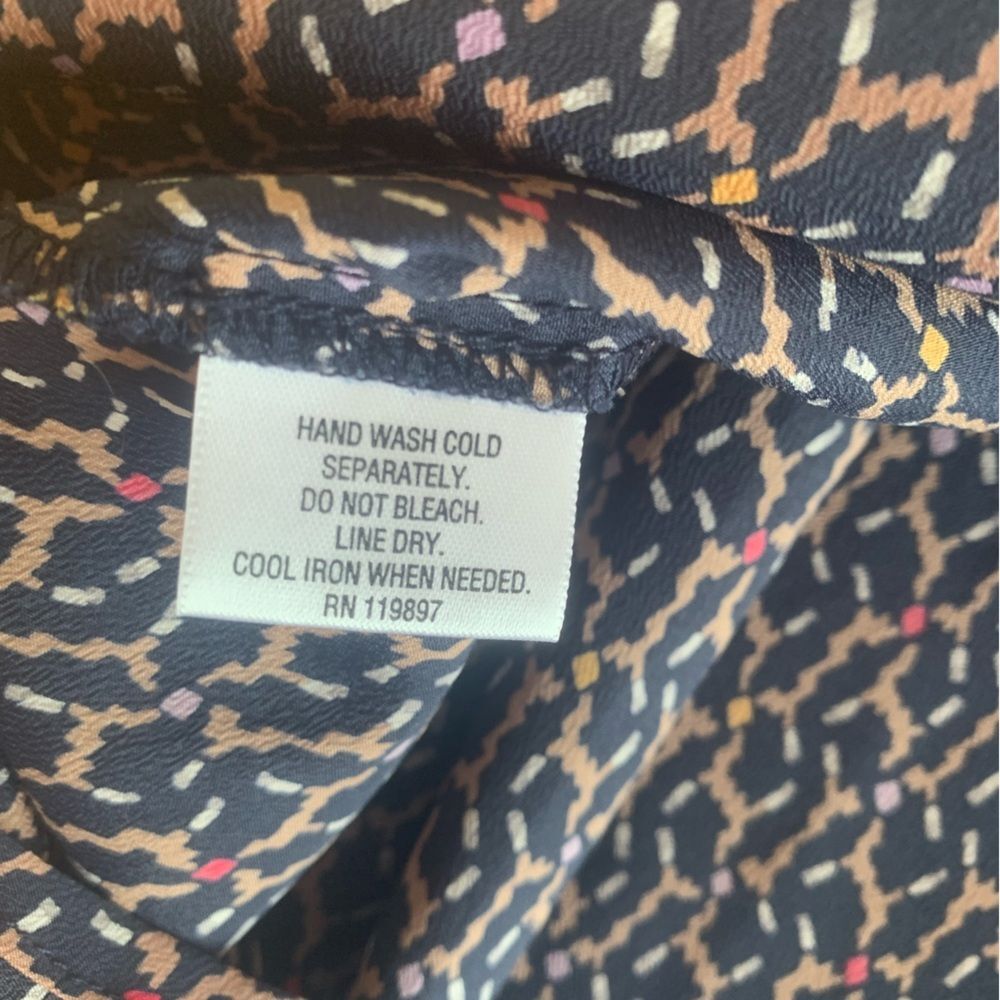 HAND WASH COLD
SEPARATELY.
DO NOT BLEACH.
LINE DRY.
COOL IRON WHEN NEEDED.
RN 119897